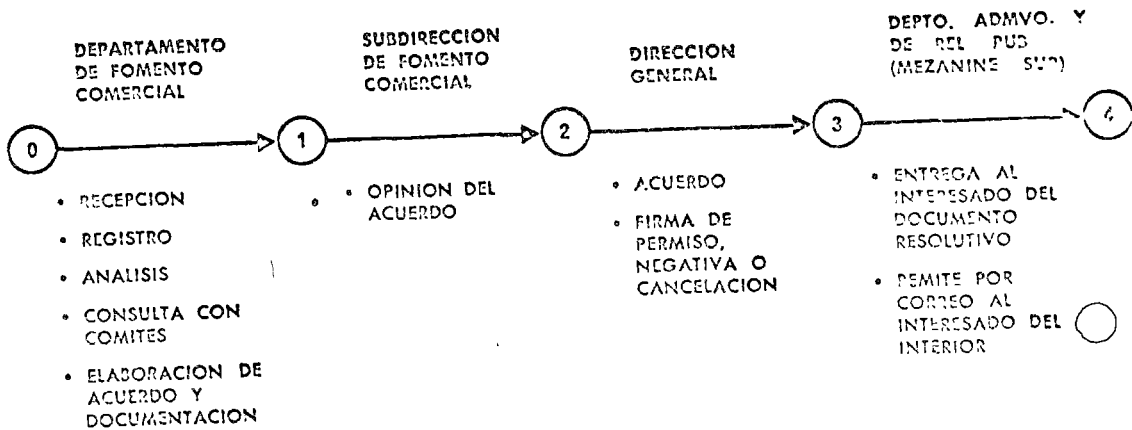 DEPARTAMENTO
DE FOMENTO
COMERCIAL
SUBDIRECCION
DE FOMENTO
COMERCIAL
DIRECCION
GENERAL
DEPTO. ADMVO. Y
DE REL PUB
(MEZANINE SUP)
0
1
2
3
4
• RECEPCION
• REGISTRO
• ANALISIS
• CONSULTA CON
COMITES
• ELABORACION DE
ACUERDO Y
DOCUMENTACION
• OPINION DEL
ACUERDO
• ACUERDO
• FIRMA DE
PERMISO,
NEGATIVA O
CANCELACION
• ENTREGA AL
INTERESADO DEL
DOCUMENTO
RESOLUTIVO
• REMITE POR
CORREO AL
INTERESADO DEL
INTERIOR